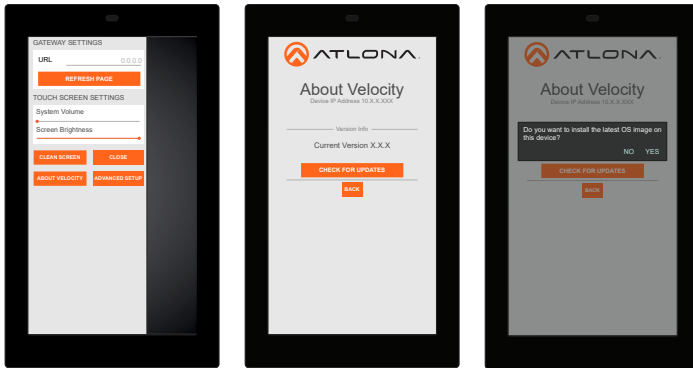 GATEWAY SETTINGS
URL 0.0.0.0
REFRESH PAGE
TOUCH SCREEN SETTINGS
System Volume
Screen Brightness
CLEAN SCREEN CLOSE
ABOUT VELOCITY ADVANCED SETUP
ATLONA
About Velocity
Device IP Address 10.X.X.XXX
Version Info
Current Version X.X.X
CHECK FOR UPDATES
BACK
ATLONA
About Velocity
Device IP Address 10.X.X.XXX
Do you want to install the latest OS image on
this device?
NO YES
CHECK FOR UPDATES
BACK